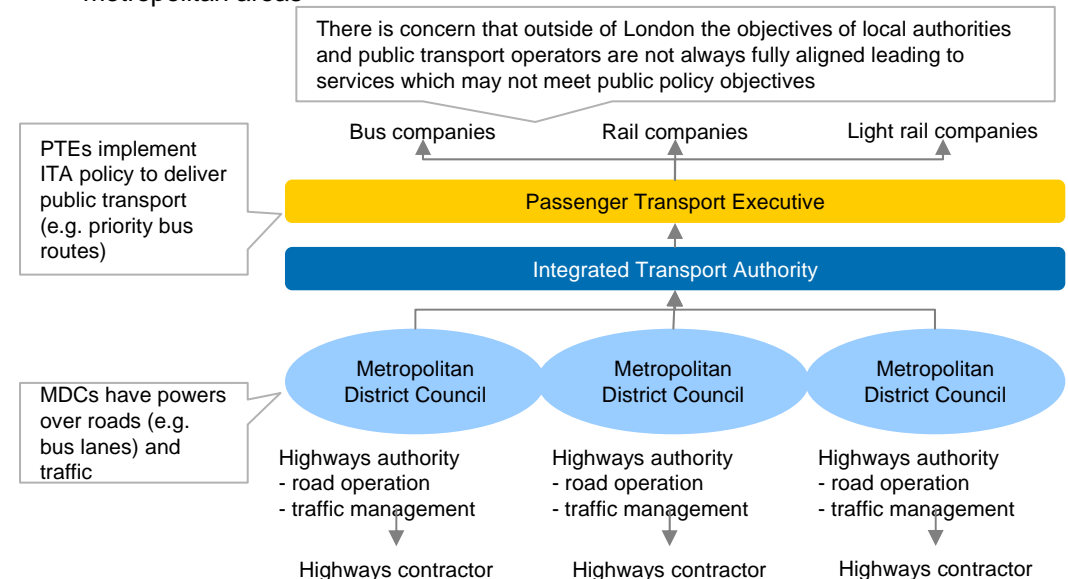 metropolitan areas
There is concern that outside of London the objectives of local authorities
and public transport operators are not always fully aligned leading to
services which may not meet public policy objectives
Bus companies
Rail companies
Light rail companies
PTEs implement
ITA policy to deliver
public transport
(e.g. priority bus
routes)
Passenger Transport Executive
Integrated Transport Authority
Metropolitan
District Council
Metropolitan
District Council
Metropolitan
District Council
MDCs have powers
over roads (e.g.
bus lanes) and
traffic
Highways authority
- road operation
- traffic management
Highways authority
- road operation
- traffic management
Highways authority
- road operation
- traffic management
Highways contractor
Highways contractor
Highways contractor